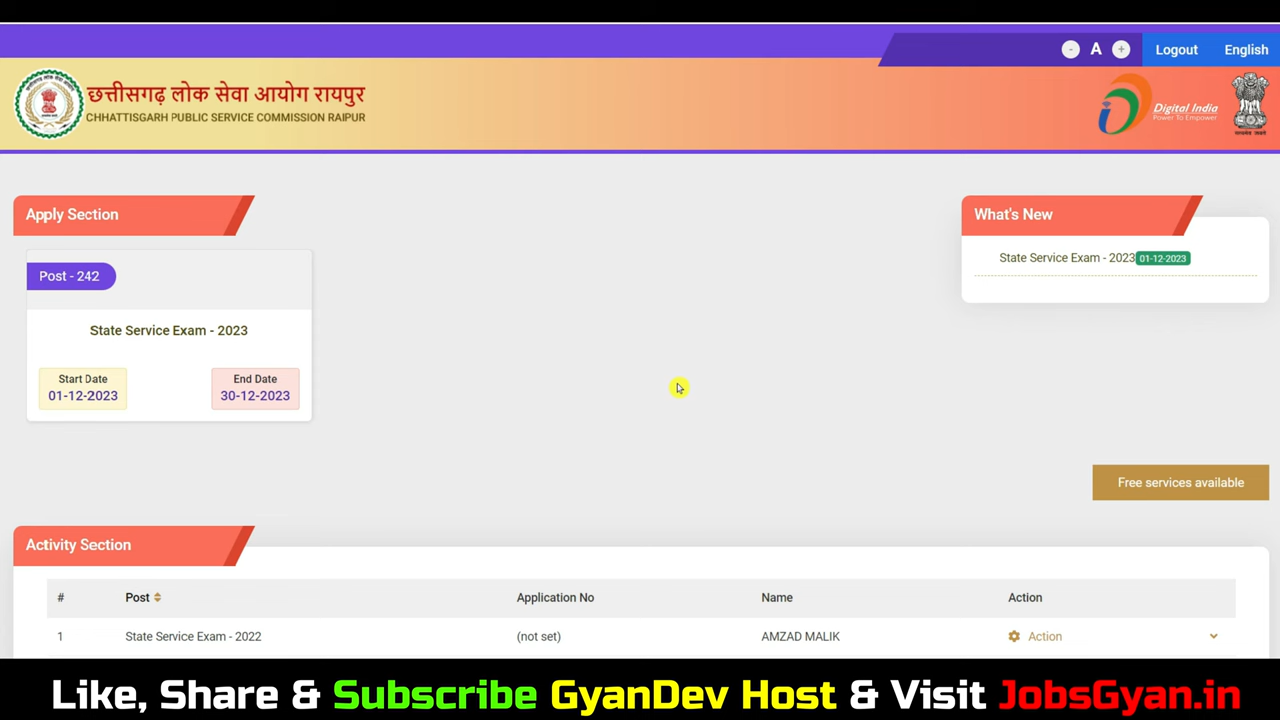 - A + Logout English
छत्तीसगढ़ लोक सेवा आयोग रायपुर
CHHATTISGARH PUBLIC SERVICE COMMISSION RAIPUR
Digital India
Power To Empower
सत्यमेव जयते
Apply Section
Post - 242
State Service Exam - 2023
Start Date
01-12-2023
End Date
30-12-2023
What's New
State Service Exam - 2023 01-12-2023
Free services available
Activity Section
# Post Application No Name Action
1 State Service Exam - 2022 (not set) AMZAD MALIK Action
Like, Share & Subscribe GyanDev Host & Visit JobsGyan.in